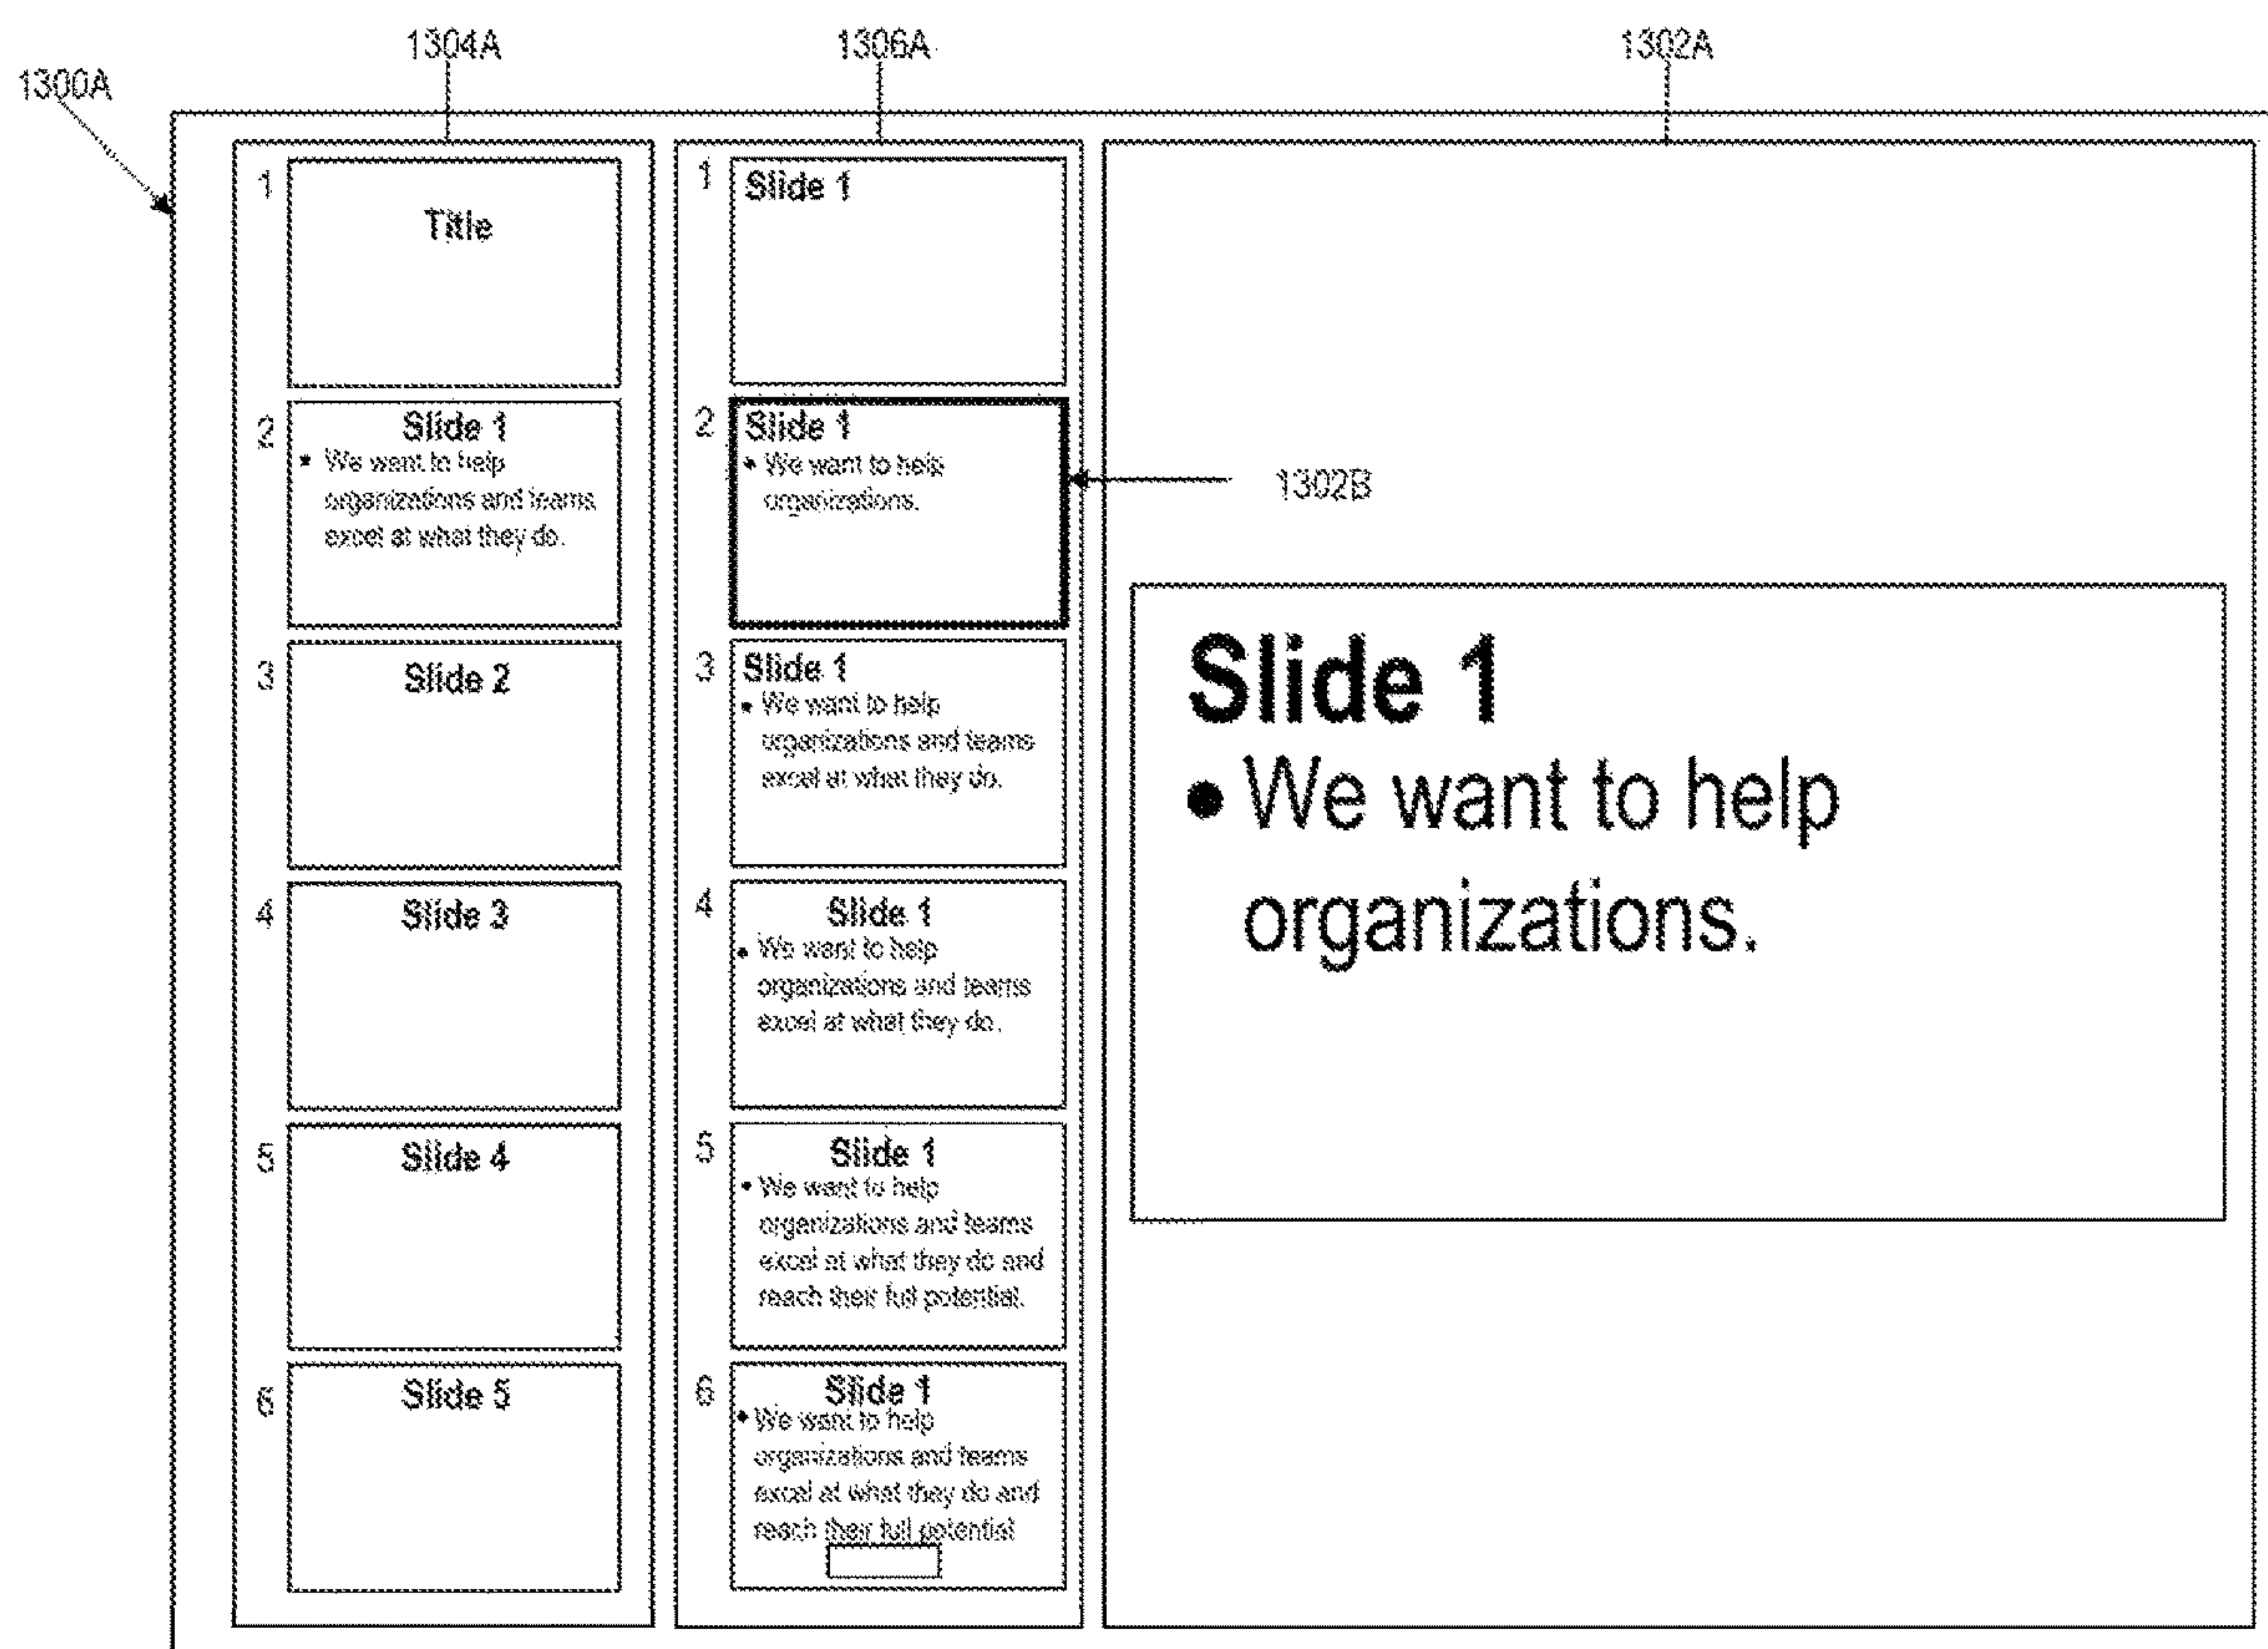 1304A
1306A
1302A
1300A
1
Title
2
Slide 1
• We want to help
organizations and teams
excel at what they do.
3
Slide 2
4
Slide 3
5
Slide 4
6
Slide 5
1
Slide 1
2
Slide 1
• We want to help
organizations.
1302B
3
Slide 1
• We want to help
organizations and teams
excel at what they do.
4
Slide 1
• We want to help
organizations and teams
excel at what they do.
5
Slide 1
• We want to help
organizations and teams
excel at what they do and
reach their full potential.
6
Slide 1
• We want to help
organizations and teams
excel at what they do and
reach their full potential
Slide 1
• We want to help
organizations.